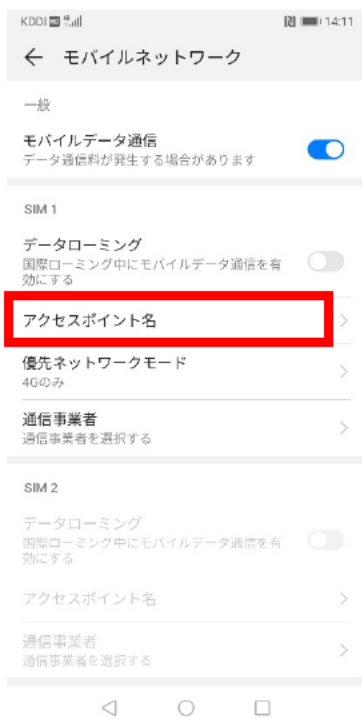 KDDI HD 4G 14:11
モバイルネットワーク
一般
モバイルデータ通信
データ通信料が発生する場合があります
SIM 1
データローミング
国際ローミング中にモバイルデータ通信を有
効にする
アクセスポイント名
優先ネットワークモード
4Gのみ
通信事業者
通信事業者を選択する
SIM 2
データローミング
国際ローミング中にモバイルデータ通信を有
効にする
アクセスポイント名
通信事業者
通信事業者を選択する